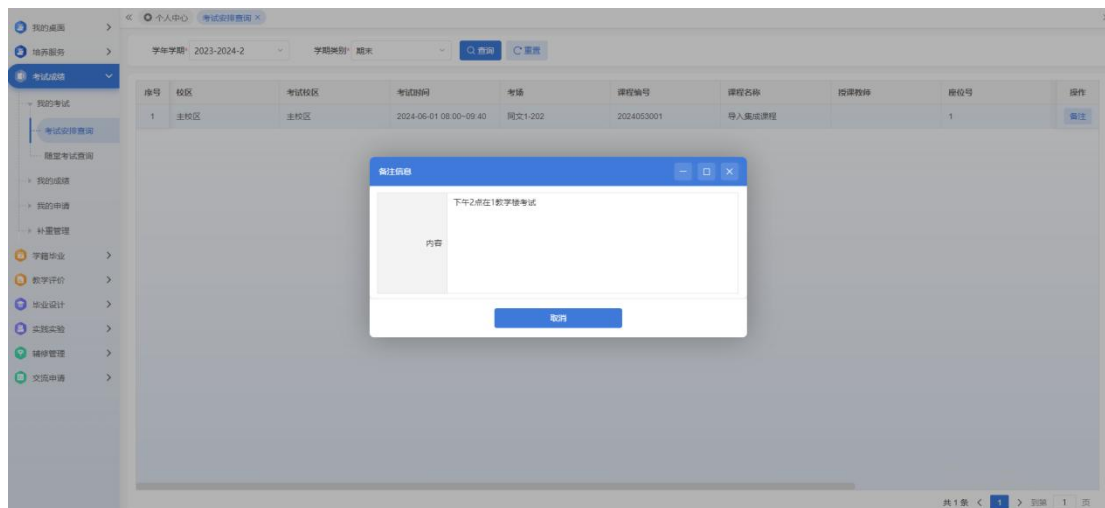 我的桌面
培养服务
考试成绩
我的考试
考试安排查询
随堂考试查询
我的成绩
我的申请
补重管理
学籍毕业
教学评价
毕业设计
实践实验
辅修管理
交流申请
个人中心 考试安排查询 ×
学年学期* 2023-2024-2 学期类别* 期末 查询 重置
序号 校区 考试校区 考试时间 考场 课程编号 课程名称 授课教师 座位号 操作
1 主校区 主校区 2024-06-01 08:00~09:40 同文1-202 2024053001 导入集成课程 1 备注
备注信息
内容 下午2点在1教学楼考试
取消
共 1 条 1 到第 1 页